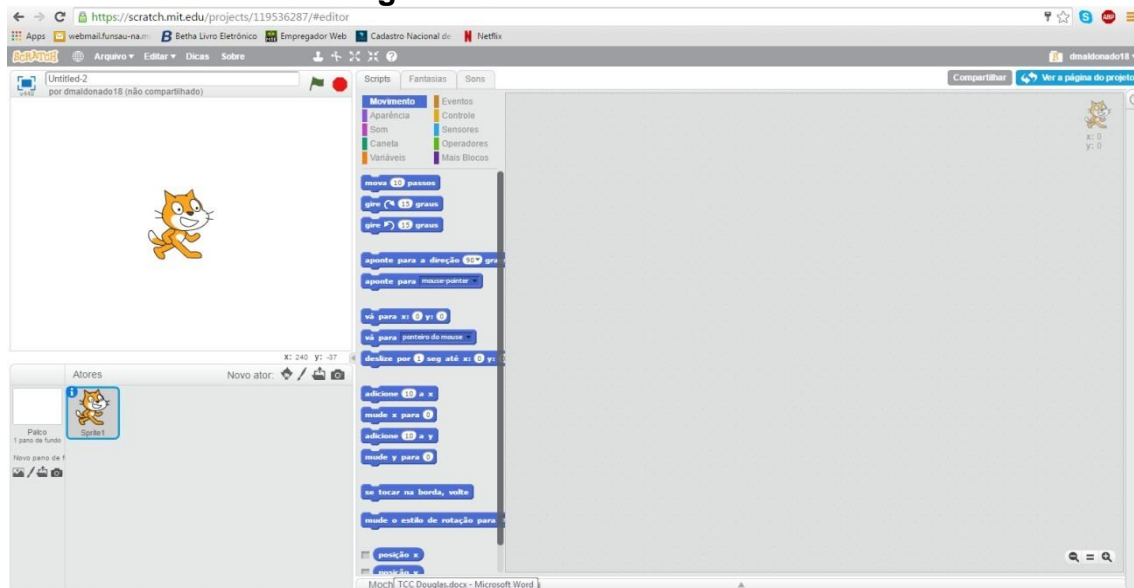 https://scratch.mit.edu/projects/119536287/#editor
Apps webmail.funsau-na.m Betha Livro Eletrônico Empregador Web Cadastro Nacional de Netflix
SCRATCH Arquivo Editar Dicas Sobre dmaldonado18
Untitled-2
por dmaldonado18 (não compartilhado)
Scripts Fantasias Sons
Compartilhar Ver a página do projeto
Movimento Eventos
Aparência Controle
Som Sensores
Caneta Operadores
Variáveis Mais Blocos
x: 0
y: 0
mova 10 passos
gire 15 graus
gire 15 graus
aponte para a direção 90 gra
aponte para mouse-pointer
vá para x: 0 y: 0
vá para ponteiro do mouse
deslize por 1 seg até x: 0 y:
adicione 10 a x
mude x para 0
adicione 10 a y
mude y para 0
se tocar na borda, volte
mude o estilo de rotação para
posição x
posição y
X: 240 y: -37
Atores Novo ator:
Palco
1 pano de fundo
Sprite1
Novo pano de f
Moch TCC Douglas.docx - Microsoft Word